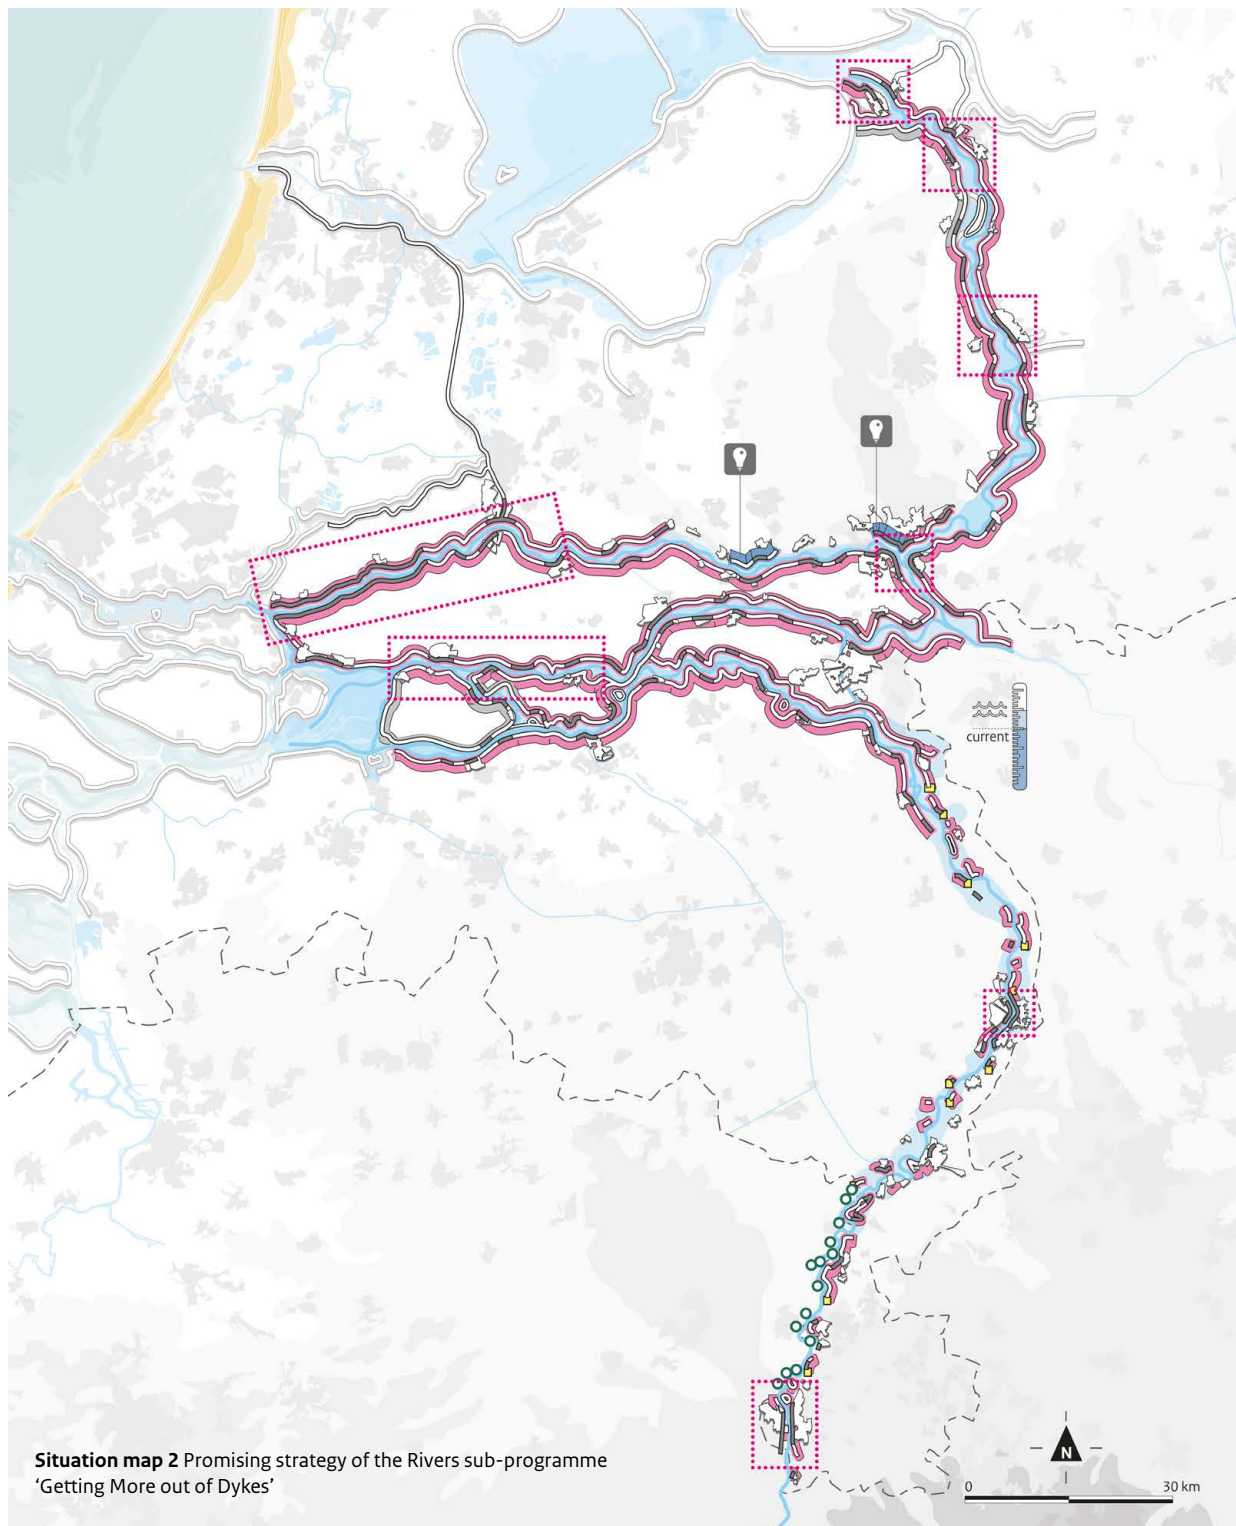 current
Situation map 2 Promising strategy of the Rivers sub-programme
‘Getting More out of Dykes’
N
0 30 km